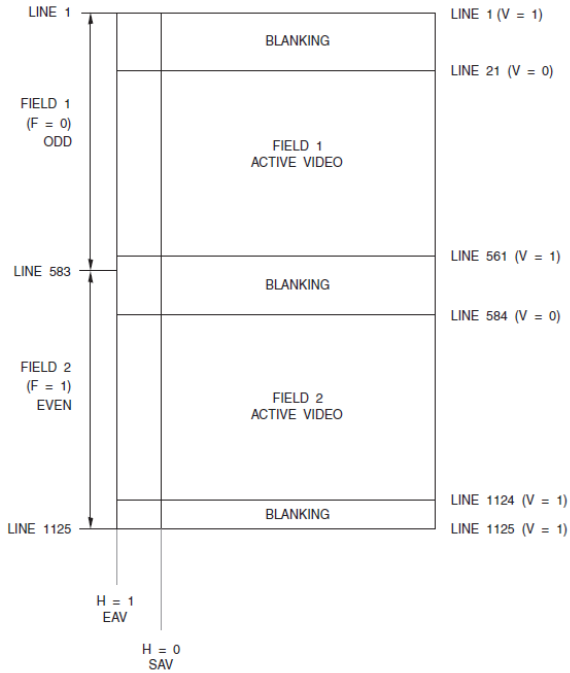 LINE 1
LINE 1 (V = 1)
BLANKING
LINE 21 (V = 0)
FIELD 1
(F = 0)
ODD
FIELD 1
ACTIVE VIDEO
LINE 561 (V = 1)
LINE 583
BLANKING
LINE 584 (V = 0)
FIELD 2
(F = 1)
EVEN
FIELD 2
ACTIVE VIDEO
LINE 1124 (V = 1)
BLANKING
LINE 1125
LINE 1125 (V = 1)
H = 1
EAV
H = 0
SAV